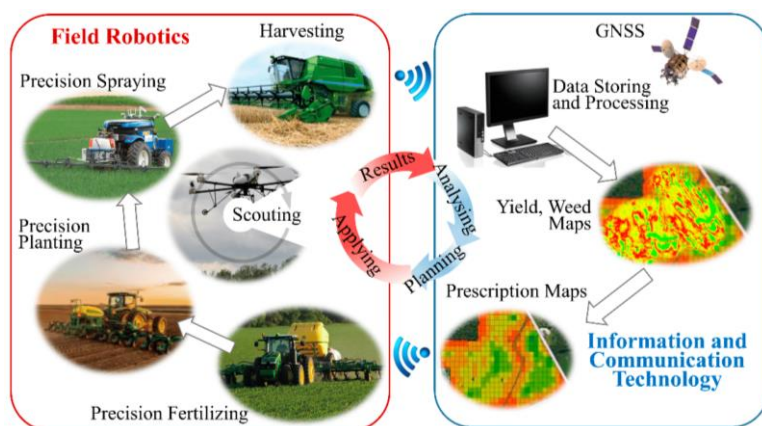 Field Robotics
Harvesting
Precision Spraying
Scouting
Precision
Planting
Precision Fertilizing
Results
Analysing
Planning
Applying
GNSS
Data Storing
and Processing
Yield, Weed
Maps
Prescription Maps
Information and
Communication
Technology